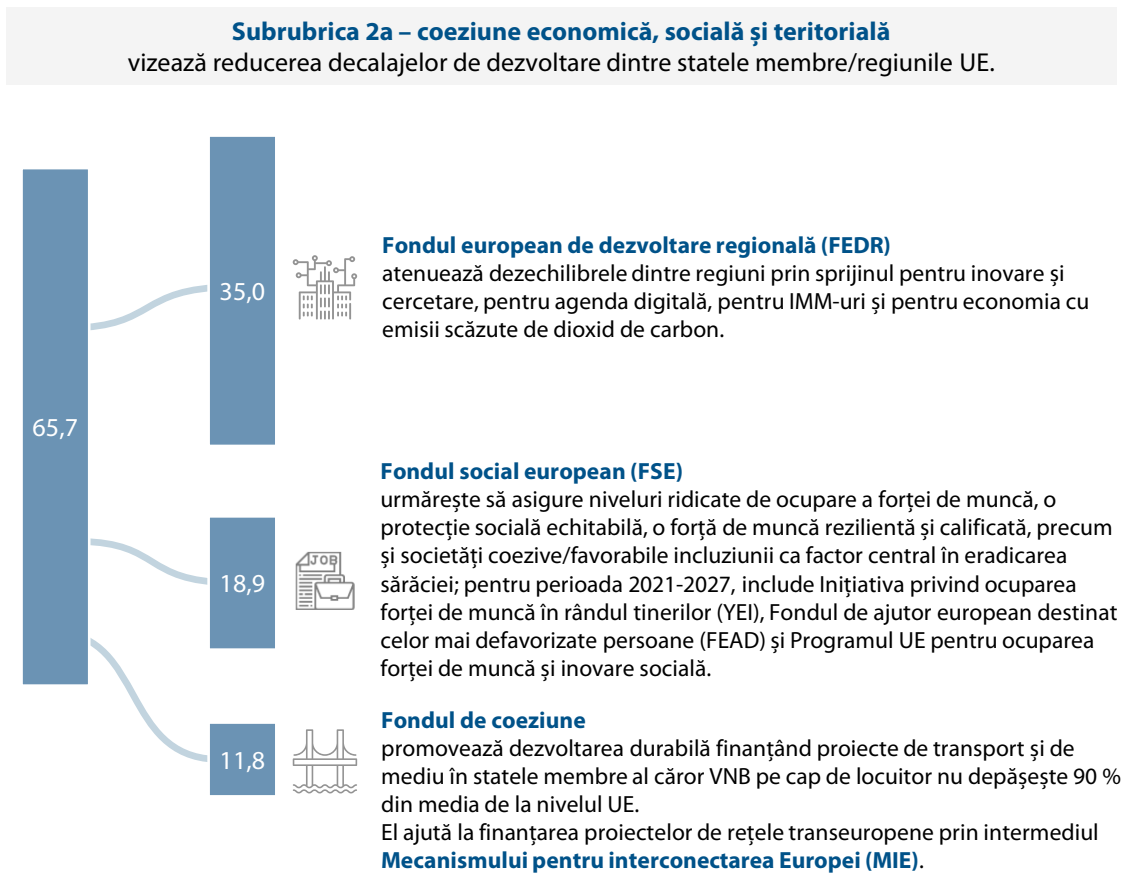 Subrubrica 2a – coeziune economică, socială și teritorială
vizează reducerea decalajelor de dezvoltare dintre statele membre/regiunile UE.
65,7
35,0
Fondul european de dezvoltare regională (FEDR)
atenuează dezechilibrele dintre regiuni prin sprijinul pentru inovare și
cercetare, pentru agenda digitală, pentru IMM-uri și pentru economia cu
emisii scăzute de dioxid de carbon.
18,9
JOB
Fondul social european (FSE)
urmărește să asigure niveluri ridicate de ocupare a forței de muncă, o
protecție socială echitabilă, o forță de muncă rezilientă și calificată, precum
și societăți coezive/favorabile incluziunii ca factor central în eradicarea
sărăciei; pentru perioada 2021-2027, include Inițiativa privind ocuparea
forței de muncă în rândul tinerilor (YEI), Fondul de ajutor european destinat
celor mai defavorizate persoane (FEAD) și Programul UE pentru ocuparea
forței de muncă și inovare socială.
11,8
Fondul de coeziune
promovează dezvoltarea durabilă finanțând proiecte de transport și de
mediu în statele membre al căror VNB pe cap de locuitor nu depășește 90 %
din media de la nivelul UE.
El ajută la finanțarea proiectelor de rețele transeuropene prin intermediul
Mecanismului pentru interconectarea Europei (MIE).